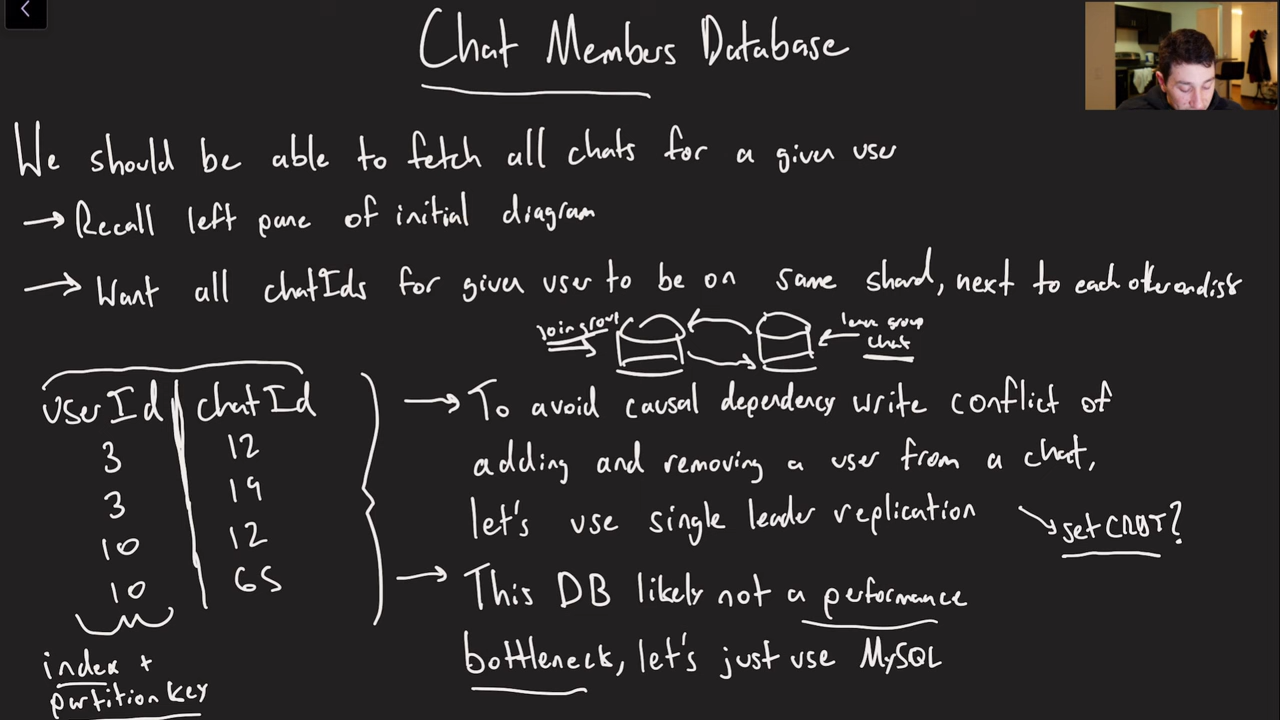 Chat Members Database
We should be able to fetch all chats for a given user
→ Recall left pane of initial diagram
→ Want all chatIds for given user to be on same shard, next to each other on disk
join group
leave group
chat
userId chatId
3 12
3 19
10 12
10 65
index +
partition key
→ To avoid causal dependency write conflict of
adding and removing a user from a chat,
let's use single leader replication
set CRDT?
→ This DB likely not a performance
bottleneck, let's just use MySQL